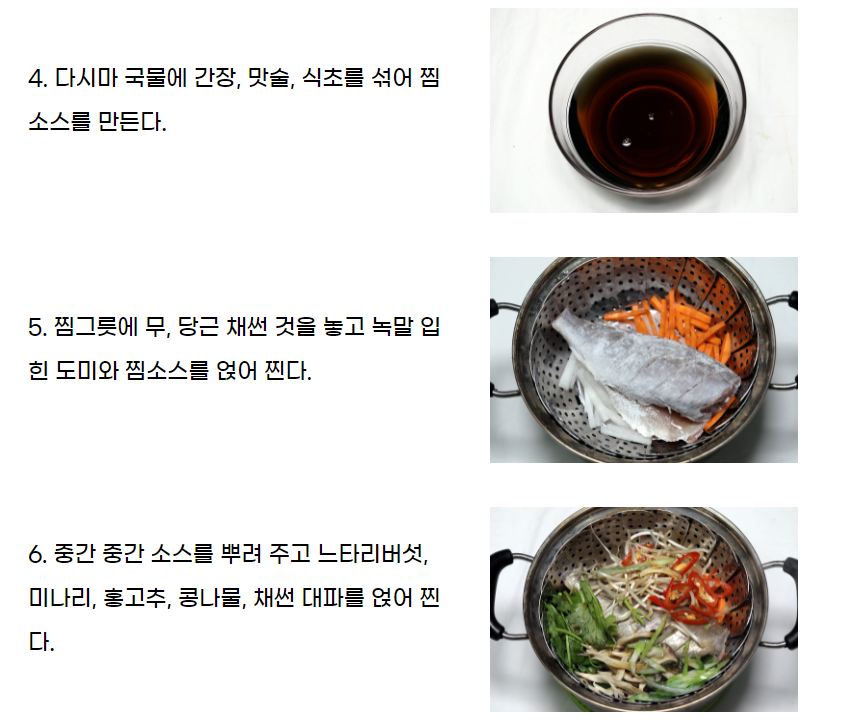 4. 다시마 국물에 간장, 맛술, 식초를 섞어 찜
소스를 만든다.
5. 찜그릇에 무, 당근 채썬 것을 놓고 녹말 입
힌 도미와 찜소스를 얹어 찐다.
6. 중간 중간 소스를 뿌려 주고 느타리버섯,
미나리, 홍고추, 콩나물, 채썬 대파를 얹어 찐
다.